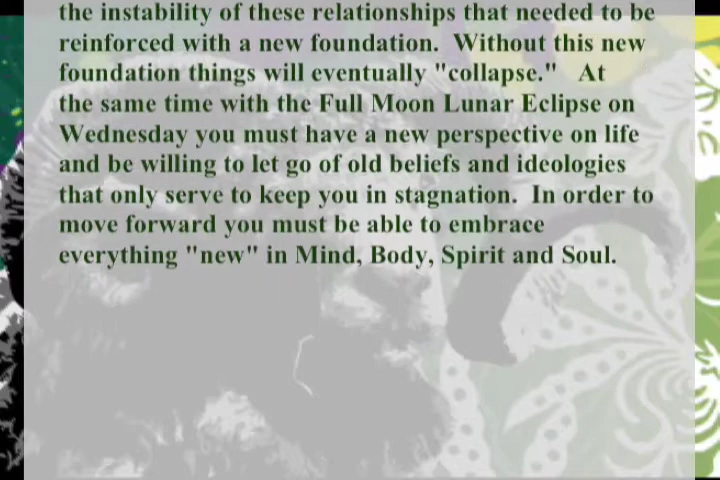 the instability of these relationships that needed to be
reinforced with a new foundation.  Without this new
foundation things will eventually "collapse."   At
the same time with the Full Moon Lunar Eclipse on
Wednesday you must have a new perspective on life
and be willing to let go of old beliefs and ideologies
that only serve to keep you in stagnation.  In order to
move forward you must be able to embrace
everything "new" in Mind, Body, Spirit and Soul.